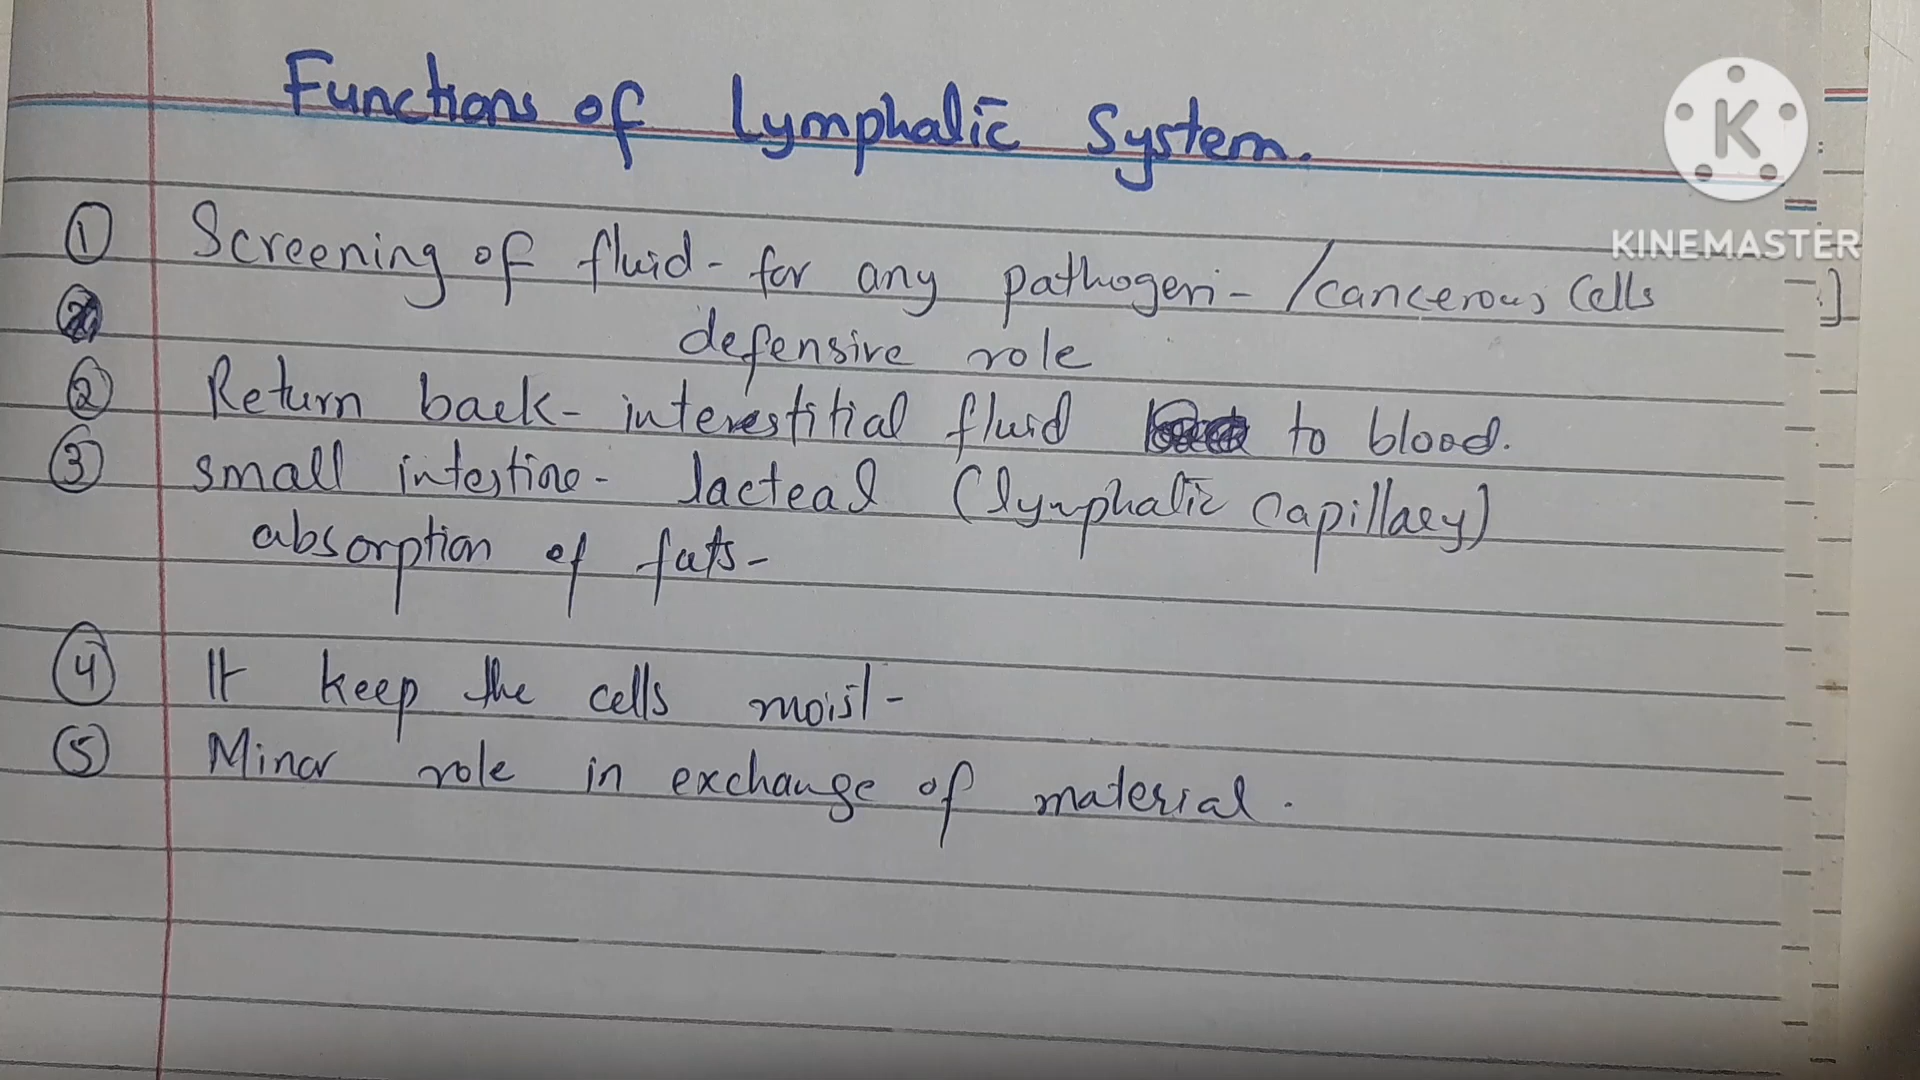 Functions of Lymphatic System.
① Screening of fluid - for any pathogen - /cancerous Cells
defensive role
② Return back - interestitial fluid to blood.
③ small intestine - lacteal (lymphatic Capillary)
absorption of fats -
④ It keep the cells moist -
⑤ Minor role in exchange of material.
K
KINEMASTER